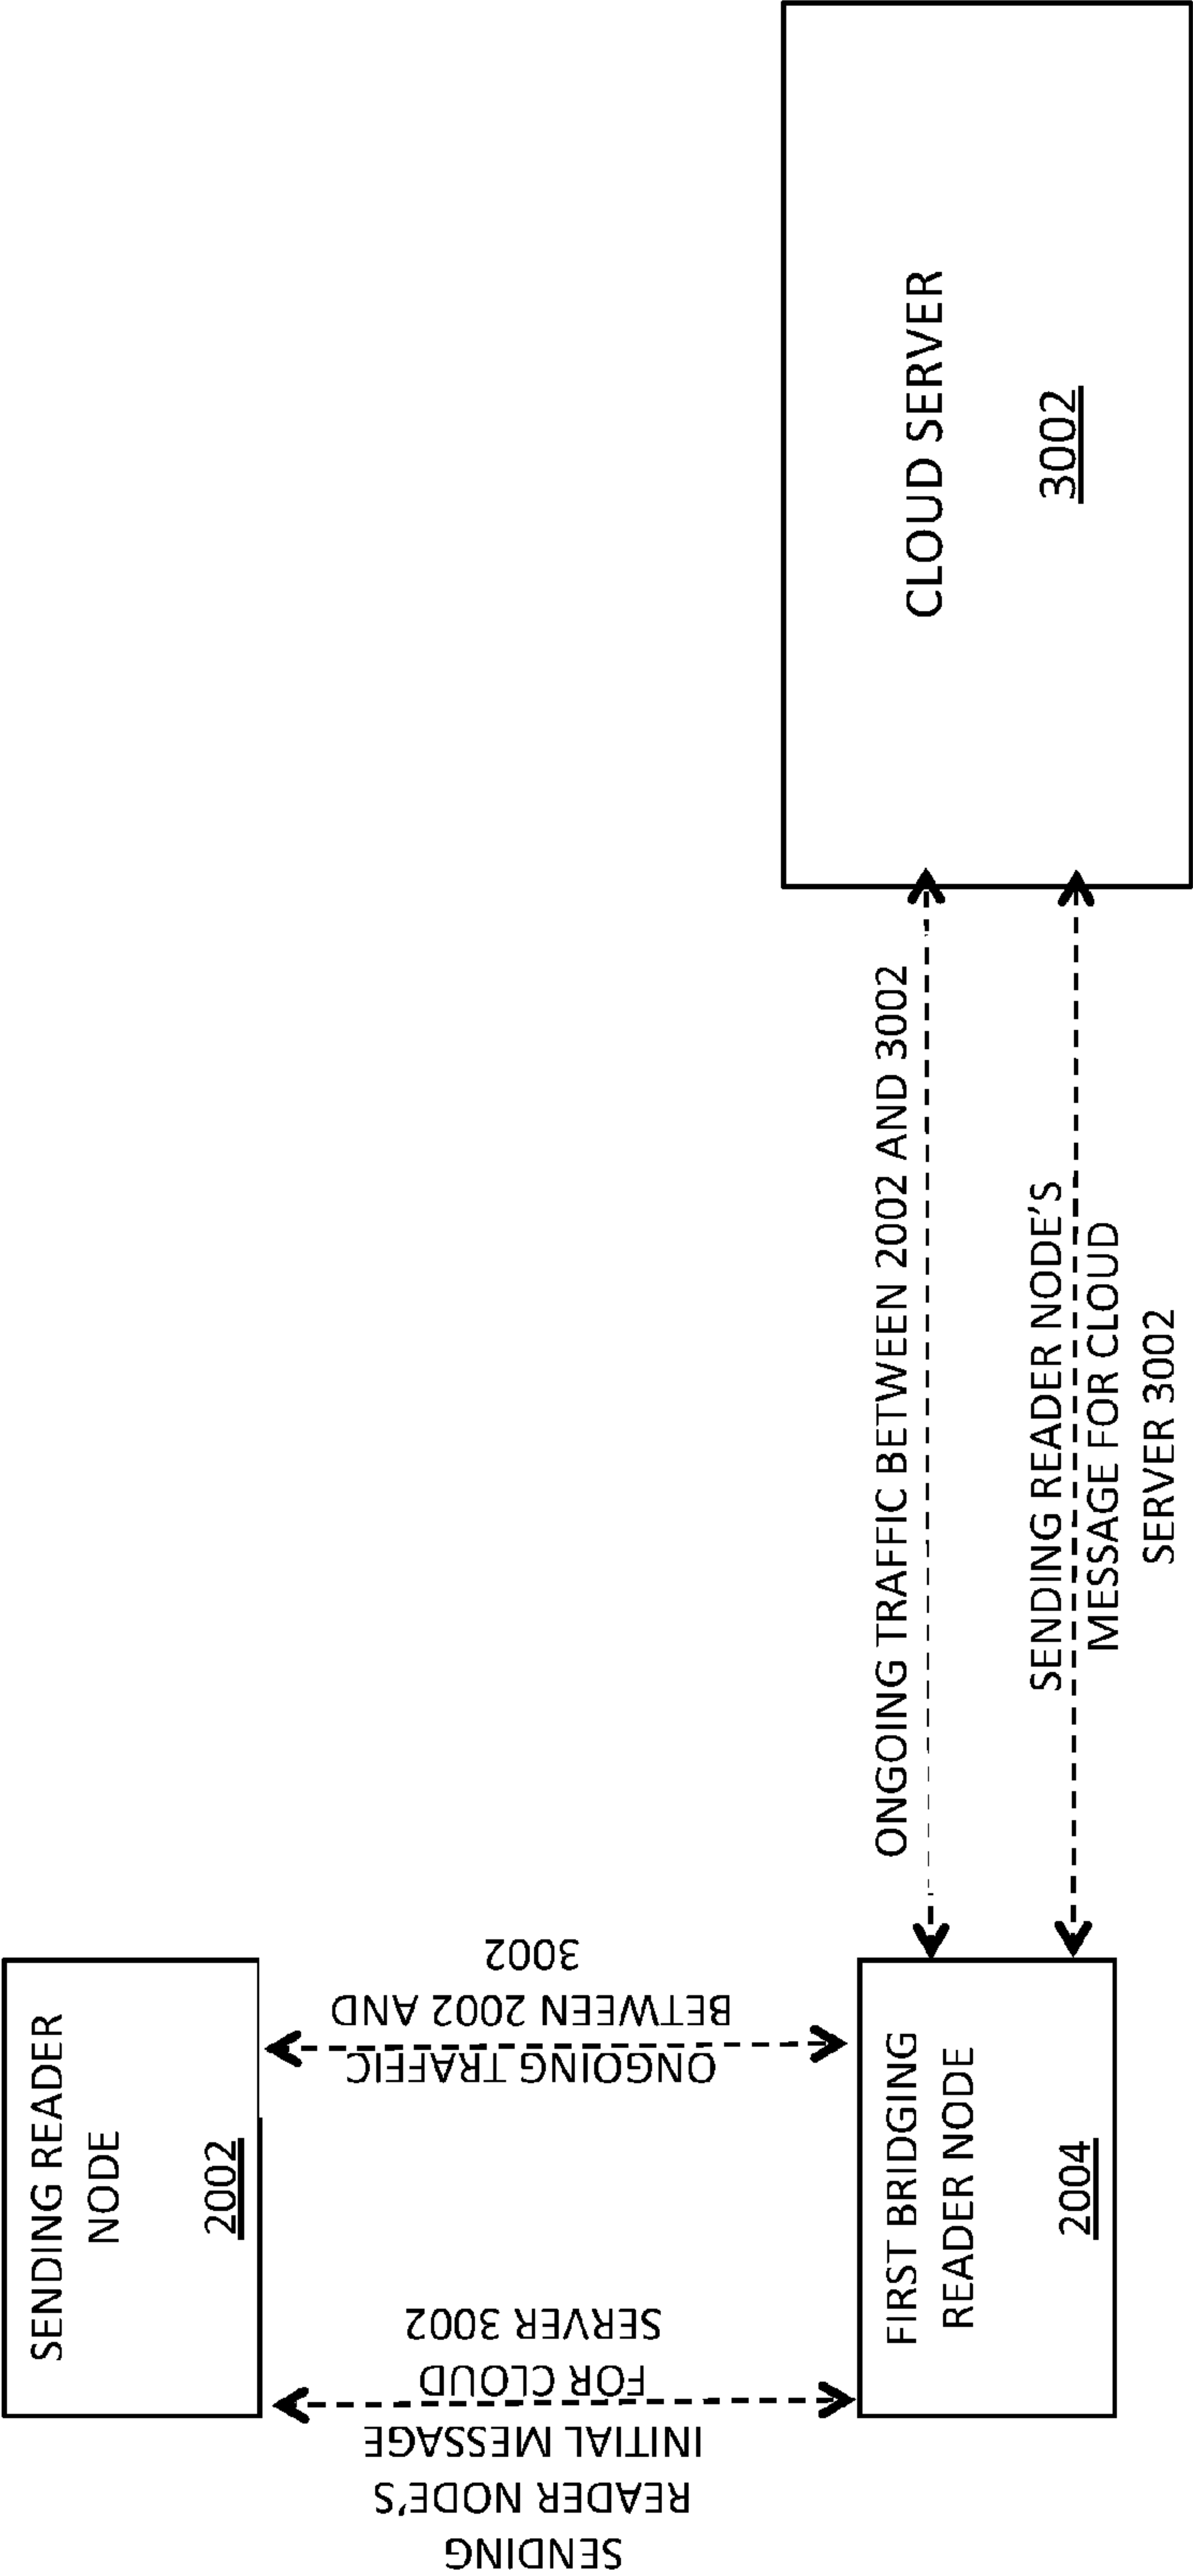 SENDING READER
NODE
2002
SENDING
READER NODE'S
INITIAL MESSAGE
FOR CLOUD
SERVER 3002
ONGOING TRAFFIC
BETWEEN 2002 AND
3002
FIRST BRIDGING
READER NODE
2004
ONGOING TRAFFIC BETWEEN 2002 AND 3002
SENDING READER NODE'S
MESSAGE FOR CLOUD
SERVER 3002
CLOUD SERVER
3002